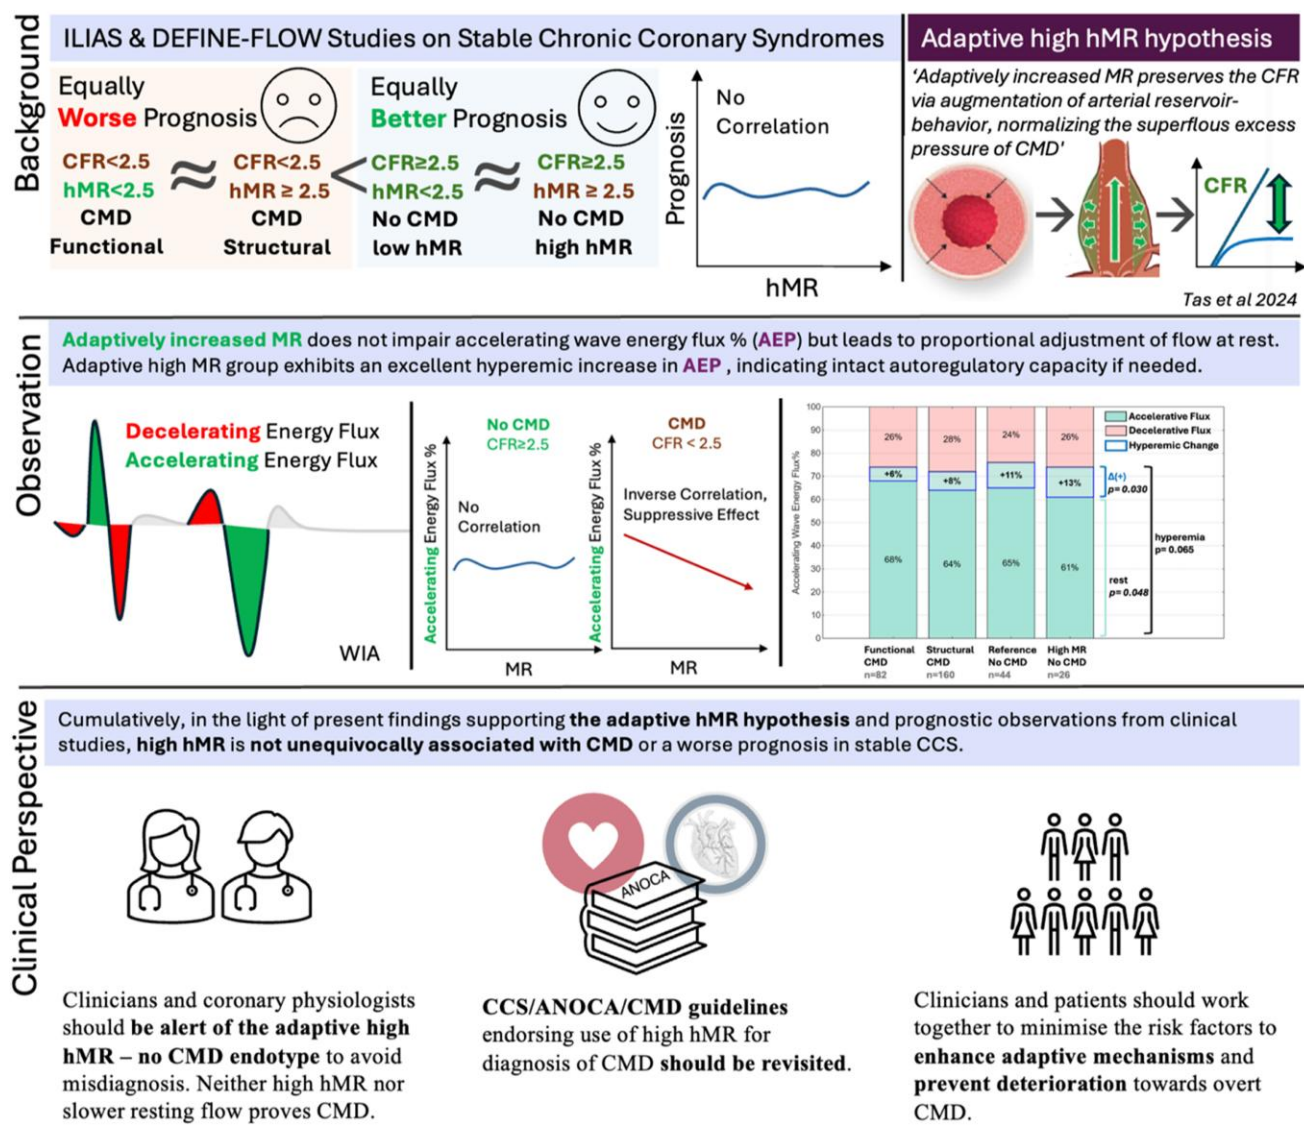 Background
ILIAS & DEFINE-FLOW Studies on Stable Chronic Coronary Syndromes
Equally
Worse Prognosis
CFR<2.5
hMR<2.5
CMD
Functional
≈
CFR<2.5
hMR ≥ 2.5
CMD
Structural
<
Equally
Better Prognosis
CFR≥2.5
hMR<2.5
No CMD
low hMR
≈
CFR≥2.5
hMR ≥ 2.5
No CMD
high hMR
Prognosis
No
Correlation
hMR
Adaptive high hMR hypothesis
‘Adaptively increased MR preserves the CFR
via augmentation of arterial reservoir-
behavior, normalizing the superflous excess
pressure of CMD’
CFR
Tas et al 2024
Observation
Adaptively increased MR does not impair accelerating wave energy flux % (AEP) but leads to proportional adjustment of flow at rest.
Adaptive high MR group exhibits an excellent hyperemic increase in AEP , indicating intact autoregulatory capacity if needed.
Decelerating Energy Flux
Accelerating Energy Flux
WIA
No CMD
CFR≥2.5
Accelerating Energy Flux %
No
Correlation
MR
CMD
CFR < 2.5
Accelerating Energy Flux %
Inverse Correlation,
Suppressive Effect
MR
Accelerating Wave Energy Flux%
100
90
80
70
60
50
40
30
20
10
0
26%
28%
24%
26%
+6%
+8%
+11%
+13%
68%
64%
65%
61%
Accelerative Flux
Decelerative Flux
Hyperemic Change
Δ(+)
p=0.030
hyperemia
p= 0.065
rest
p=0.048
Functional
CMD
n=82
Structural
CMD
n=160
Reference
No CMD
n=44
High MR
No CMD
n=26
Clinical Perspective
Cumulatively, in the light of present findings supporting the adaptive hMR hypothesis and prognostic observations from clinical
studies, high hMR is not unequivocally associated with CMD or a worse prognosis in stable CCS.
ANOCA
Clinicians and coronary physiologists
should be alert of the adaptive high
hMR – no CMD endotype to avoid
misdiagnosis. Neither high hMR nor
slower resting flow proves CMD.
CCS/ANOCA/CMD guidelines
endorsing use of high hMR for
diagnosis of CMD should be revisited.
Clinicians and patients should work
together to minimise the risk factors to
enhance adaptive mechanisms and
prevent deterioration towards overt
CMD.